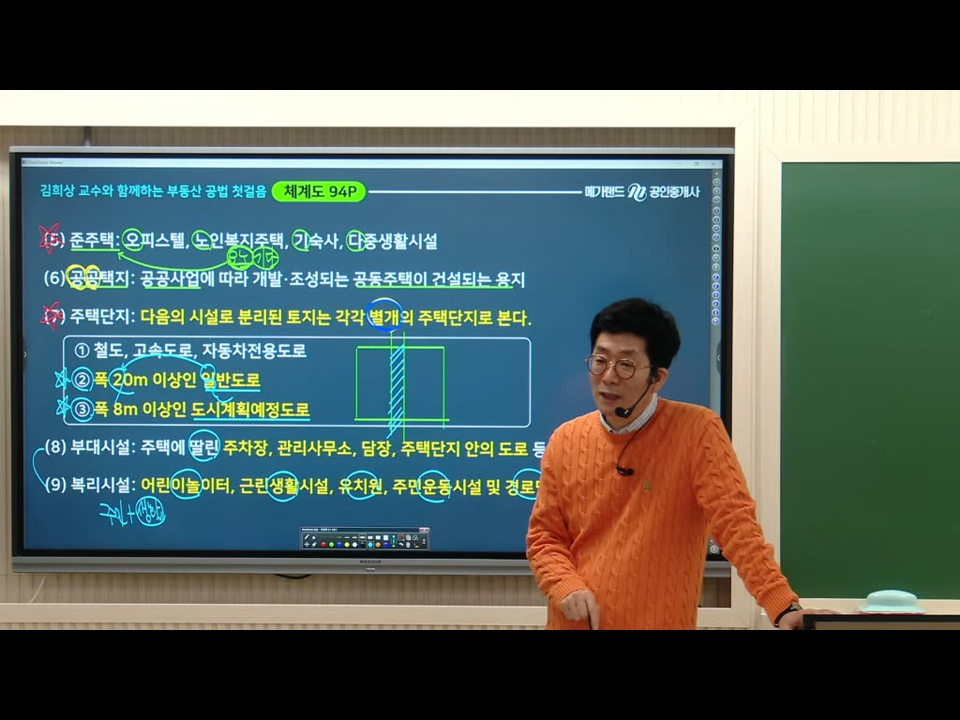 김희상 교수와 함께하는 부동산 공법 첫걸음 체계도 94P 메가랜드 공인중개사
(5) 준주택: 오피스텔, 노인복지주택, 기숙사, 다중생활시설
오노 기다
(6) 공공택지: 공공사업에 따라 개발·조성되는 공동주택이 건설되는 용지
(7) 주택단지: 다음의 시설로 분리된 토지는 각각 별개의 주택단지로 본다.
① 철도, 고속도로, 자동차전용도로
② 폭 20m 이상인 일반도로
③ 폭 8m 이상인 도시계획예정도로
(8) 부대시설: 주택에 딸린 주차장, 관리사무소, 담장, 주택단지 안의 도로 등
(9) 복리시설: 어린이놀이터, 근린생활시설, 유치원, 주민운동시설 및 경로
주민+생활